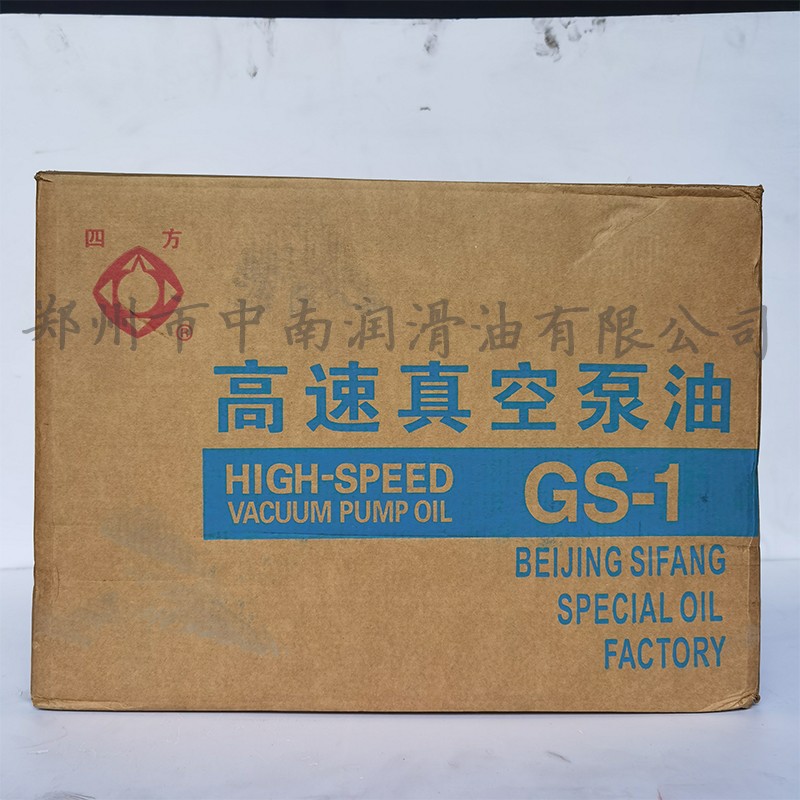 四 方
®
郑州市中南润滑油有限公司
高速真空泵油
HIGH-SPEED
VACUUM PUMP OIL
GS-1
BEIJING SIFANG
SPECIAL OIL
FACTORY